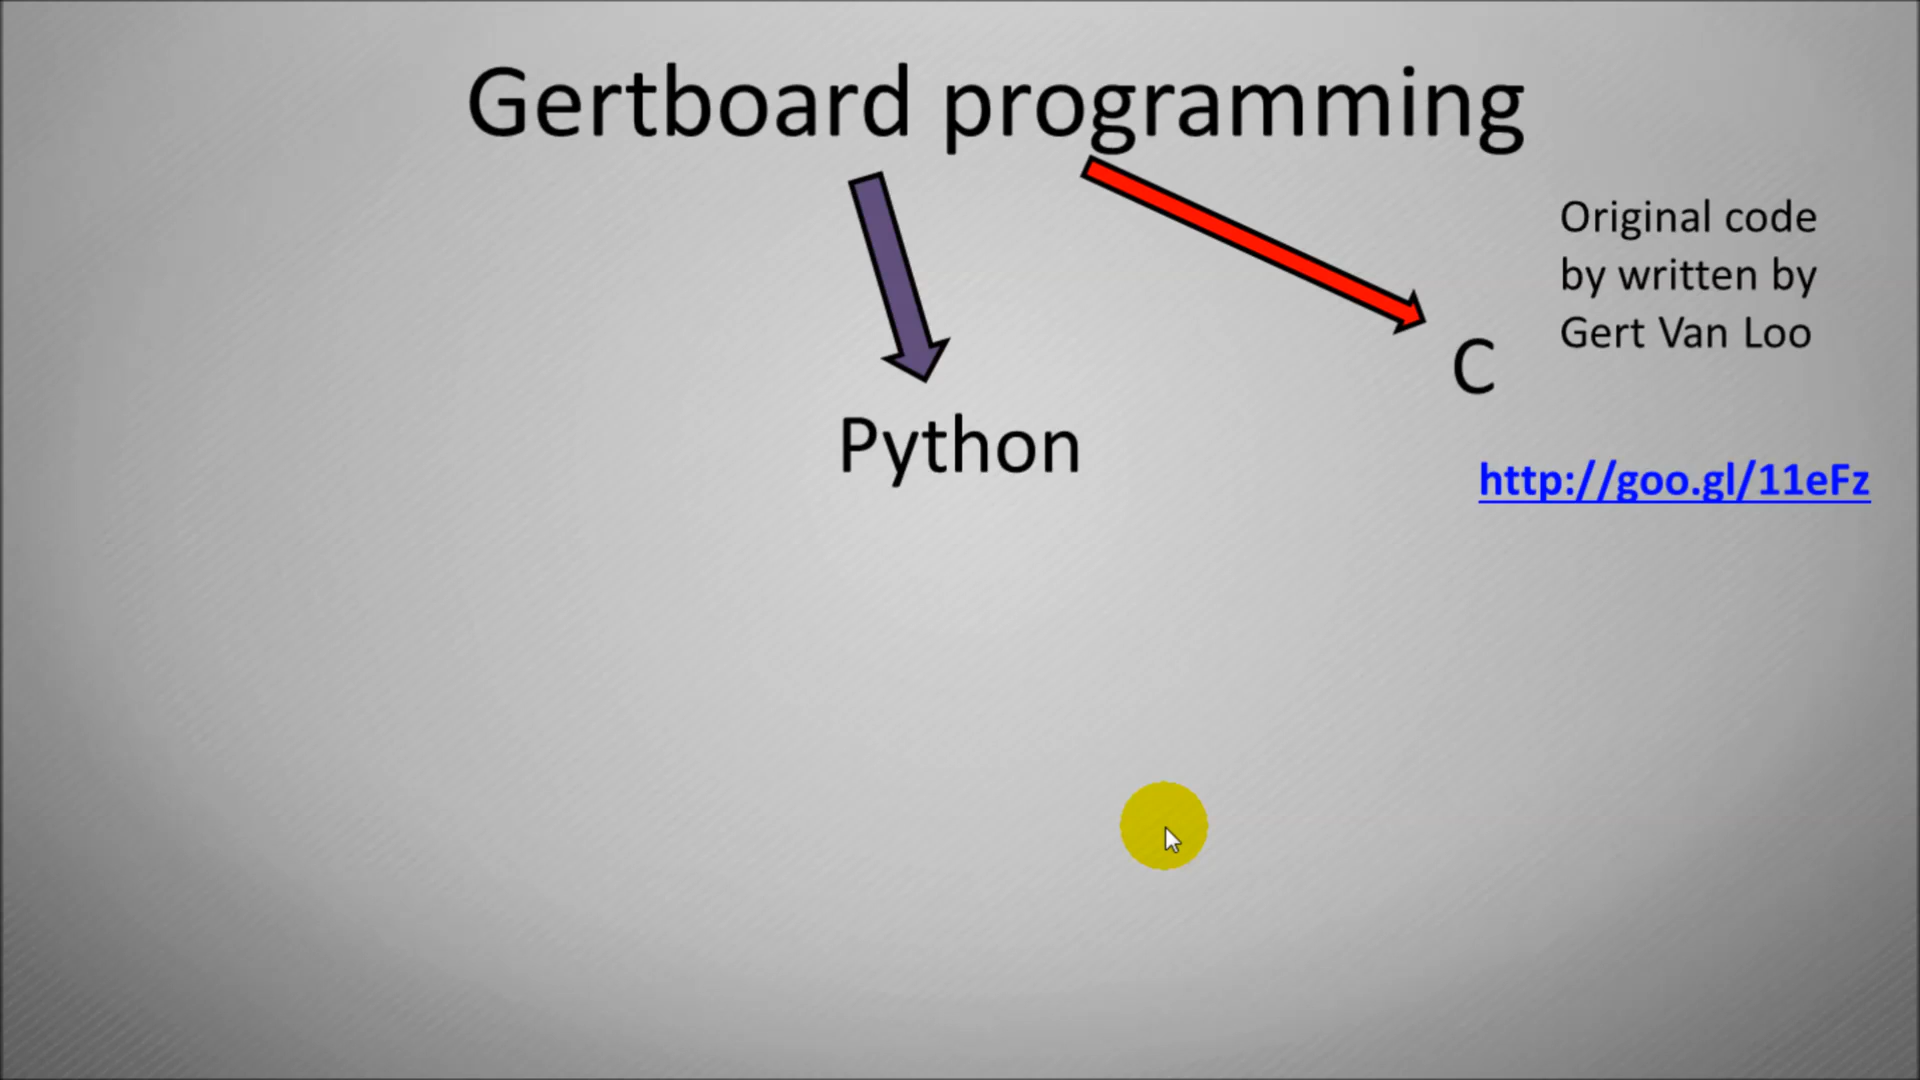 Gertboard programming
Original code
by written by
Gert Van Loo
C
Python
http://goo.gl/11eFz